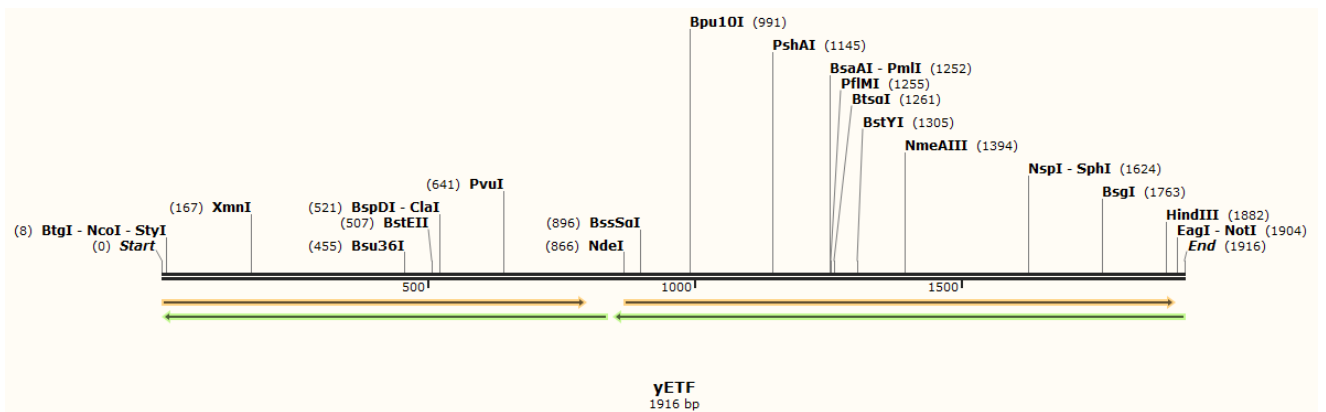 Bpu10I (991)
PshAI (1145)
BsaAI - PmlI (1252)
PflMI (1255)
BtsαI (1261)
BstYI (1305)
NmeAIII (1394)
NspI - SphI (1624)
(641) PvuI
BsgI (1763)
(167) XmnI
(521) BspDI - ClaI
(896) BssSαI
HindIII (1882)
(8) BtgI - NcoI - StyI
(507) BstEII
EagI - NotI (1904)
(0) Start
(455) Bsu36I
(866) NdeI
End (1916)
500
1000
1500
yETF
1916 bp